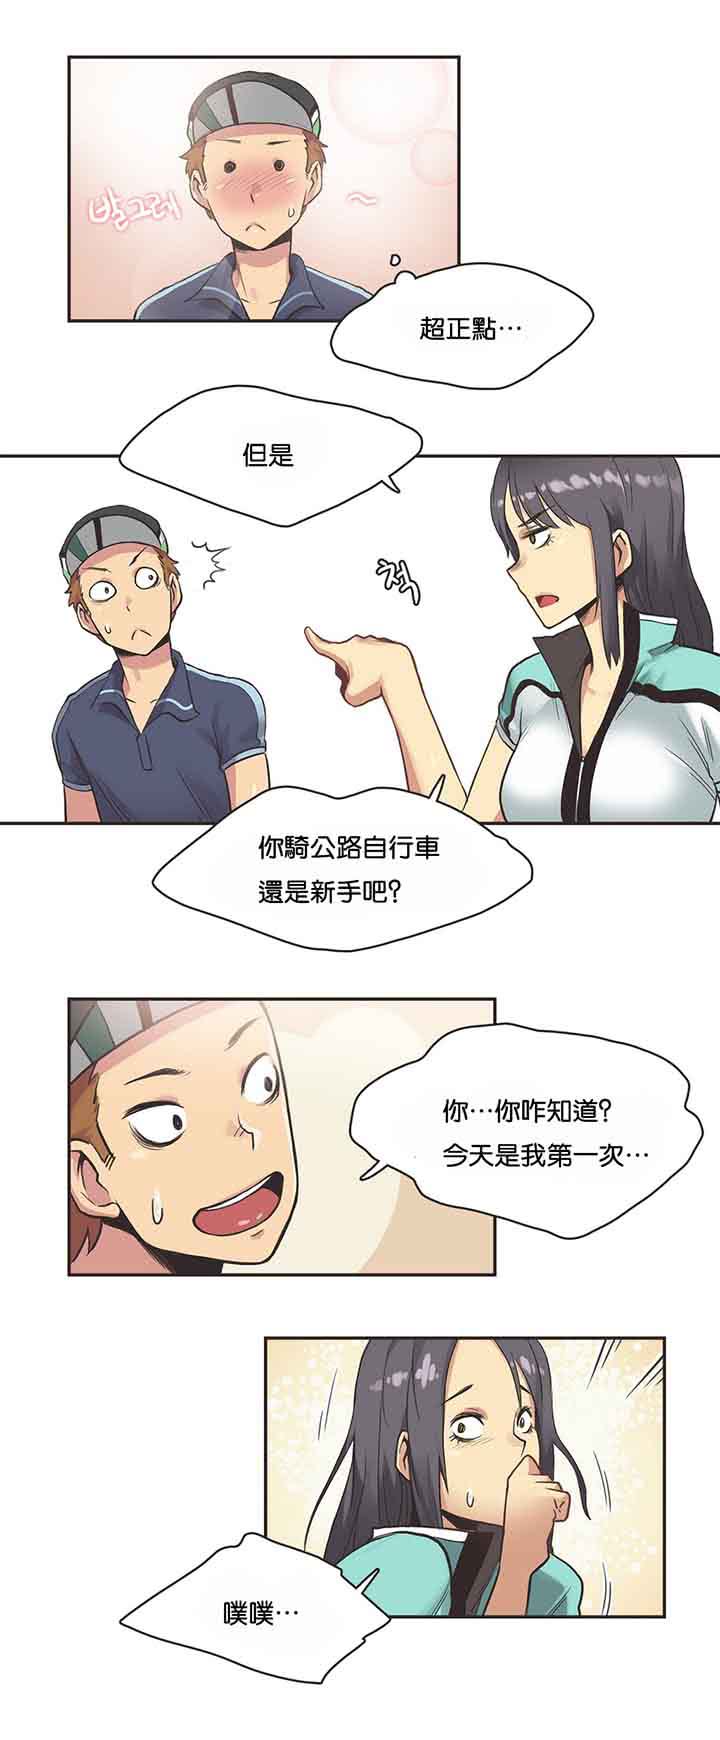 발그레
超正點…
但是
척
你騎公路自行車
還是新手吧?
你…你咋知道?
今天是我第一次…
噗噗…